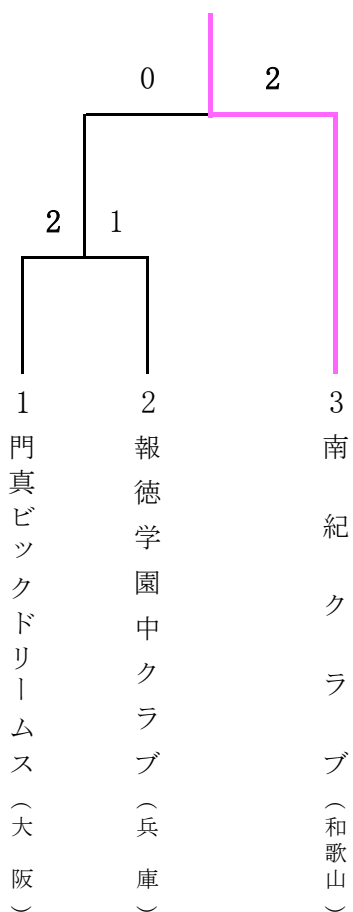 0 2
2 1
1 2 3
門真ビックドリームス(大阪)
報徳学園中クラブ(兵庫)
南紀クラブ(和歌山)